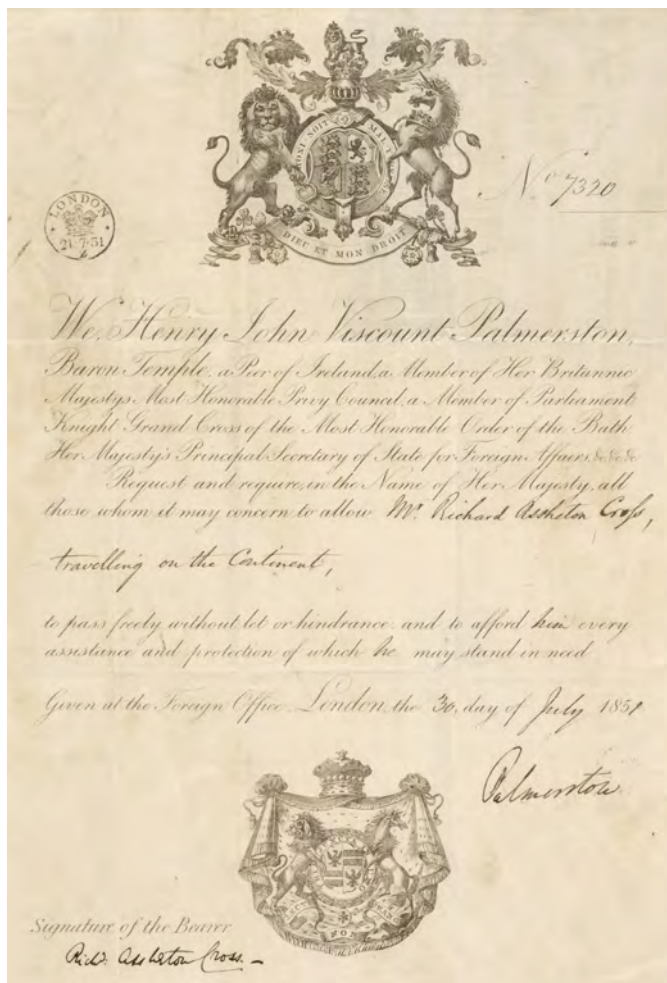 HONI SOIT QUI MAL Y PENSE
DIEU ET MON DROIT
No 7320
LONDON
21·7·51
We, Henry John Viscount Palmerston,
Baron Temple, a Peer of Ireland, a Member of Her Britannic
Majesty's Most Honorable Privy Council, a Member of Parliament
Knight Grand Cross of the Most Honorable Order of the Bath
Her Majesty's Principal Secretary of State for Foreign Affairs, &c &c &c
Request and require, in the Name of Her Majesty, all
those whom it may concern to allow Mr. Richard Assheton Cross,
travelling on the Continent,
to pass freely without let or hindrance, and to afford him every
assistance and protection of which he may stand in need
Given at the Foreign Office, London, the 30 day of July 1851
Palmerston
NON
Signature of the Bearer
Richd. Assheton Cross.